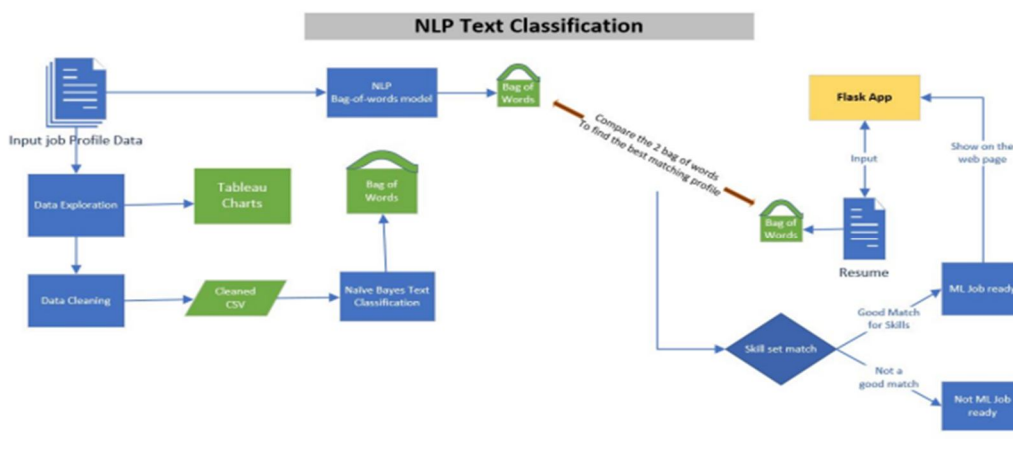 NLP Text Classification
NLP
Bag-of-words model
Bag of
Words
Flask App
Input job Profile Data
Compare the 2 bag of words
To find the best matching profile
Show on the
web page
Input
Bag of
Words
Tableau
Charts
Data Exploration
Bag of
Words
Resume
Data Cleaning
Cleaned
CSV
Naïve Bayes Text
Classification
ML Job ready
Good Match
for Skills
Skill set match
Not a
good match
Not ML Job
ready